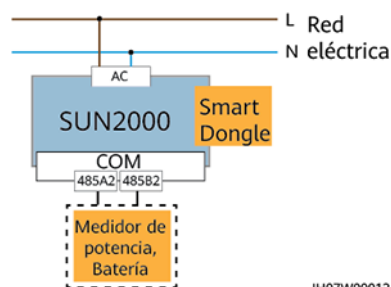 L Red
N eléctrica
AC
SUN2000
Smart
Dongle
COM
485A2 485B2
Medidor de
potencia,
Batería